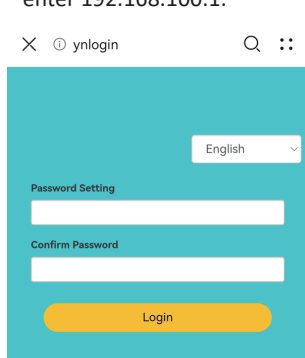 enter 192.168.100.1.
ynlogin
English
Password Setting
Confirm Password
Login